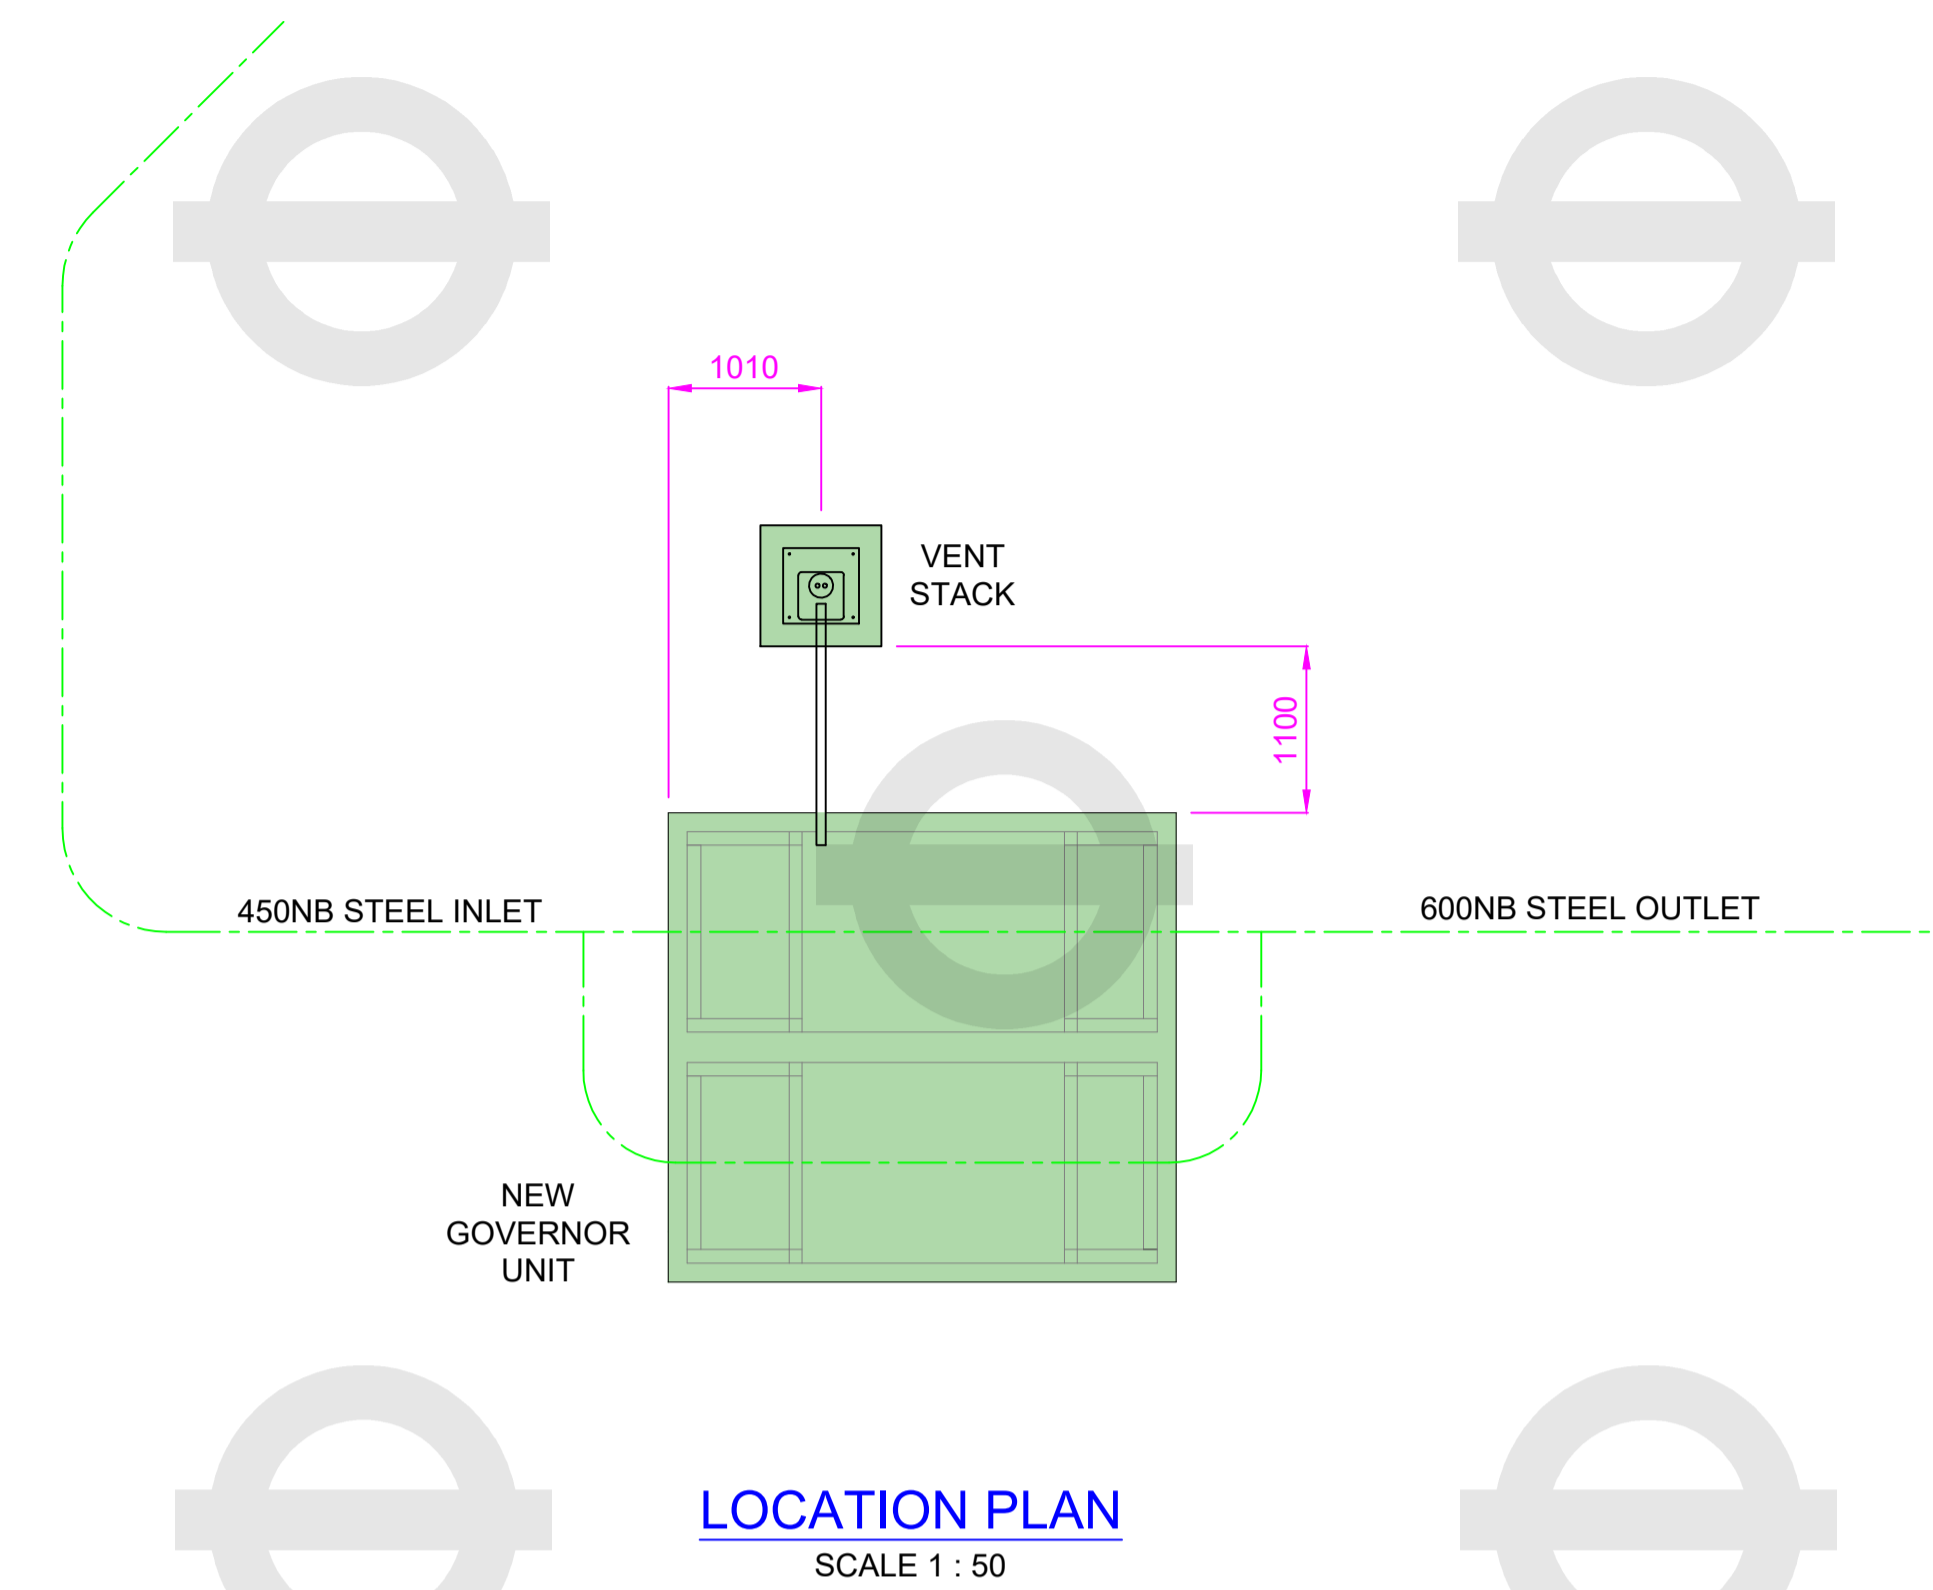 1010
VENT
STACK
1100
450NB STEEL INLET
600NB STEEL OUTLET
NEW
GOVERNOR
UNIT
LOCATION PLAN
SCALE 1 : 50